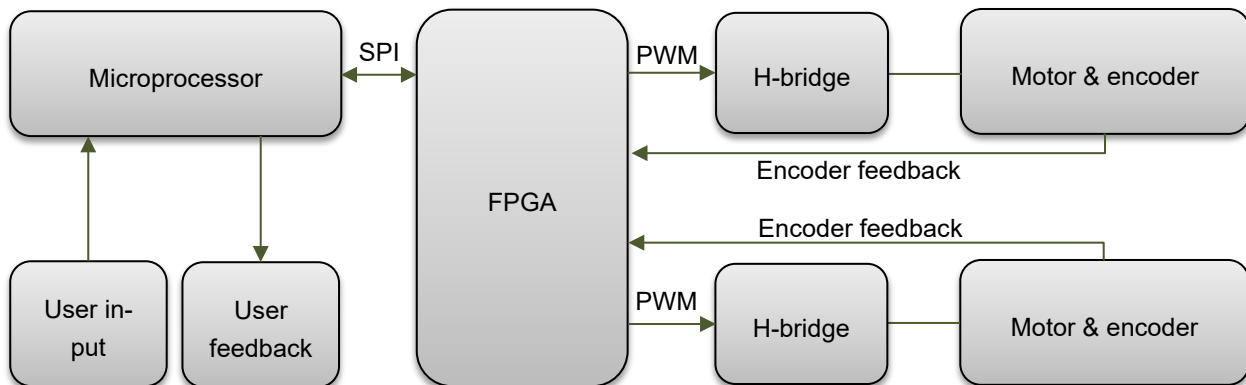 Microprocessor
SPI
FPGA
PWM
H-bridge
Motor & encoder
Encoder feedback
Encoder feedback
PWM
H-bridge
Motor & encoder
User in-
put
User
feedback